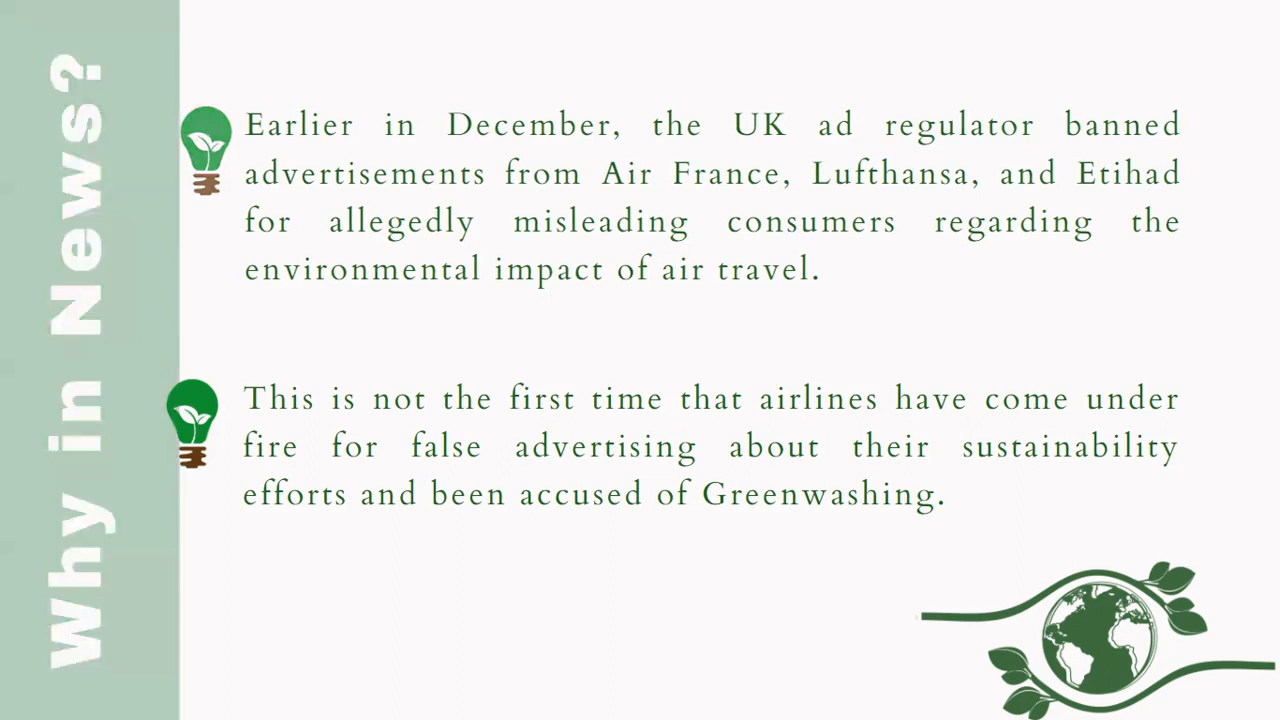 Why in News?
Earlier in December, the UK ad regulator banned
advertisements from Air France, Lufthansa, and Etihad
for allegedly misleading consumers regarding the
environmental impact of air travel.
This is not the first time that airlines have come under
fire for false advertising about their sustainability
efforts and been accused of Greenwashing.